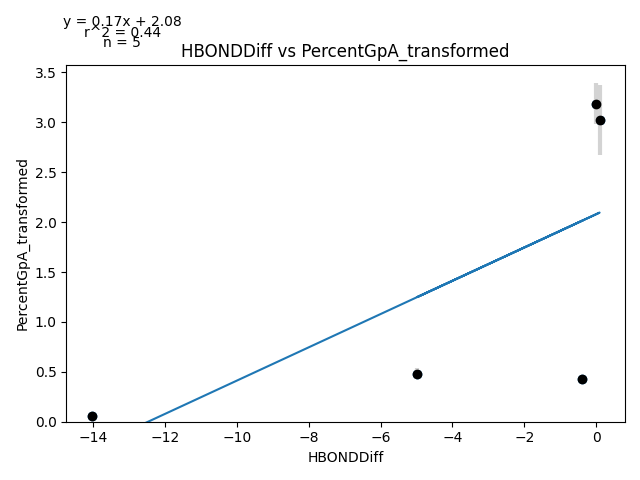 y = 0.17x + 2.08
r^2 = 0.44
n = 5
HBONDDiff vs PercentGpA_transformed
3.5
3.0
2.5
2.0
1.5
1.0
0.5
0.0
PercentGpA_transformed
−14
−12
−10
−8
−6
−4
−2
0
HBONDDiff